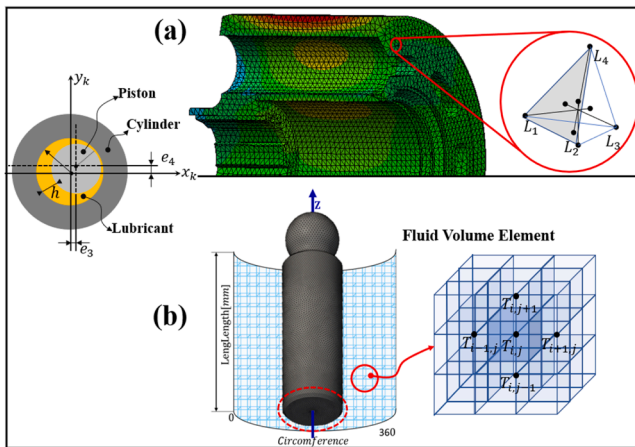 (a)
y_k
Piston
Cylinder
e_4
x_k
h
Lubricant
e_3
L_4
L_1
L_2
L_3
z
Fluid Volume Element
(b)
LengLength[mm]
T_{i,j+1}
T_{i-1,j}
T_{i,j}
T_{i+1,j}
T_{i,j-1}
0
360
Circomference